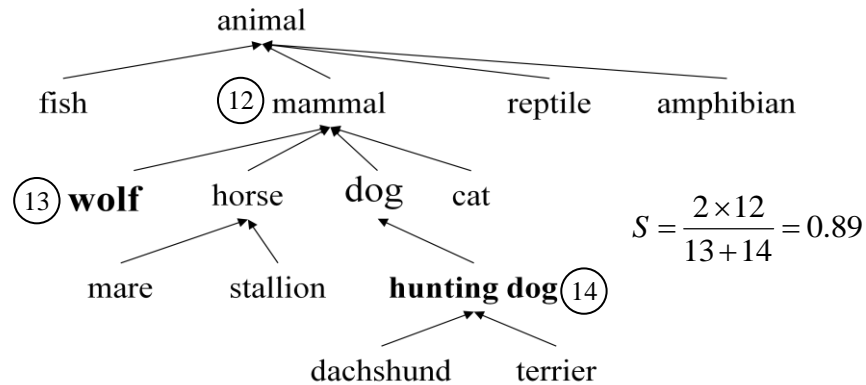 animal
fish 12 mammal reptile amphibian
13 wolf horse dog cat
S = 2×12 / 13+14 = 0.89
mare stallion hunting dog 14
dachshund terrier